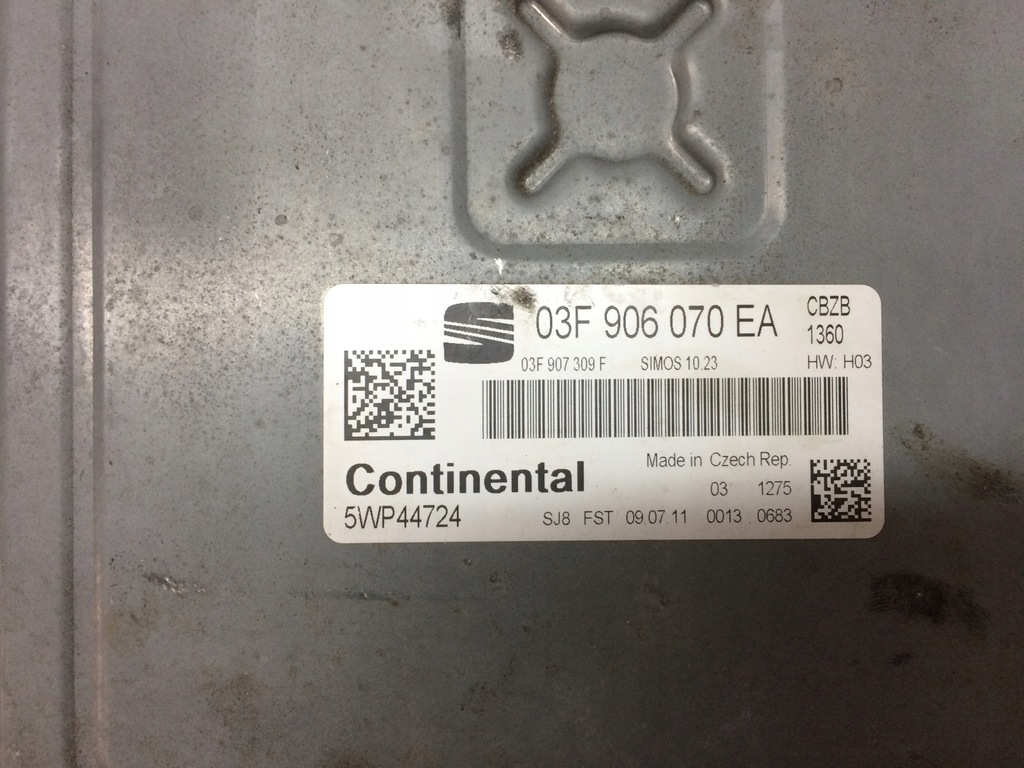 03F 906 070 EA
CBZB
1360
03F 907 309 F SIMOS 10.23 HW: H03
Continental
Made in Czech Rep.
03 1275
5WP44724
SJ8 FST 09.07.11 0013 0683